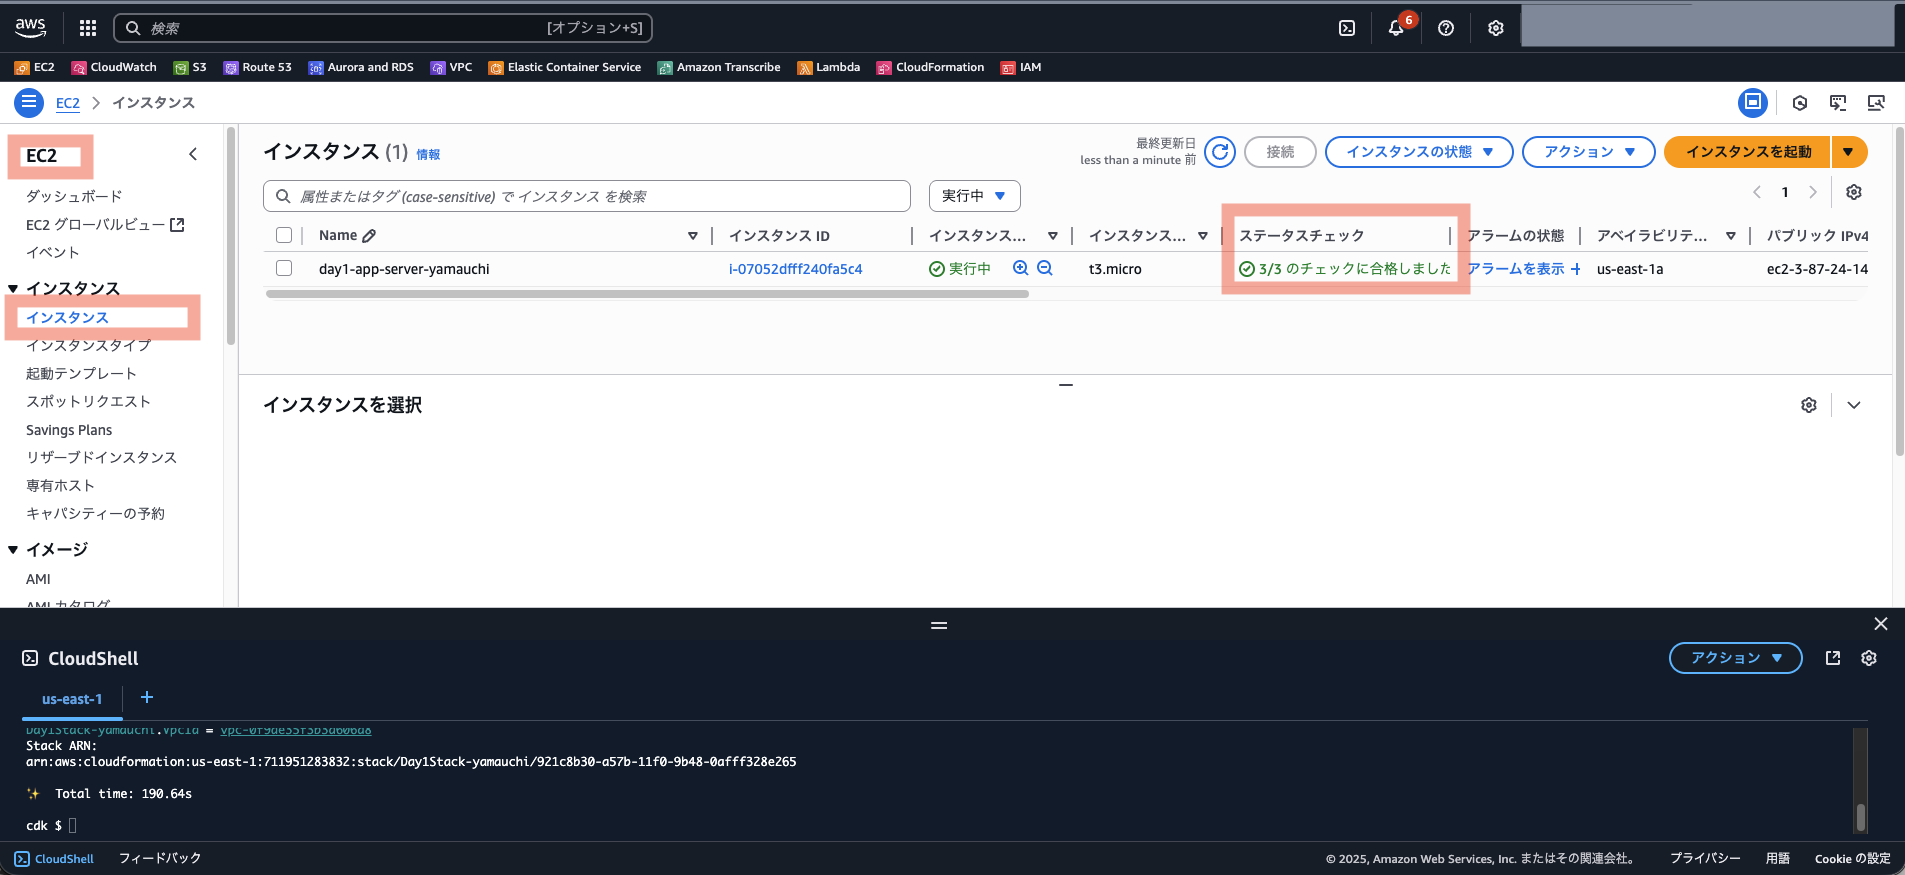 aws
検索 [オプション+S] 6
EC2 CloudWatch S3 Route 53 Aurora and RDS VPC Elastic Container Service Amazon Transcribe Lambda CloudFormation IAM
EC2 > インスタンス
EC2
ダッシュボード
EC2 グローバルビュー
イベント
インスタンス
インスタンス
インスタンスタイプ
起動テンプレート
スポットリクエスト
Savings Plans
リザーブドインスタンス
専有ホスト
キャパシティーの予約
イメージ
AMI
AMI カタログ
インスタンス (1) 情報
最終更新日
less than a minute 前
接続 インスタンスの状態 アクション インスタンスを起動
属性またはタグ (case-sensitive) で インスタンス を検索 実行中 1
Name インスタンス ID インスタンス... インスタンス... ステータスチェック アラームの状態 アベイラビリテ... パブリック IPv4
day1-app-server-yamauchi i-07052dfff240fa5c4 実行中 t3.micro 3/3 のチェックに合格しました アラームを表示 + us-east-1a ec2-3-87-24-14
インスタンスを選択
CloudShell アクション
us-east-1 +
Day1Stack-yamauchi.VpcId = vpc-0f9de35f3b3d606d8
Stack ARN:
arn:aws:cloudformation:us-east-1:711951283832:stack/Day1Stack-yamauchi/921c8b30-a57b-11f0-9b48-0afff328e265
✨ Total time: 190.64s
cdk $
CloudShell フィードバック © 2025, Amazon Web Services, Inc. またはその関連会社。 プライバシー 用語 Cookie の設定